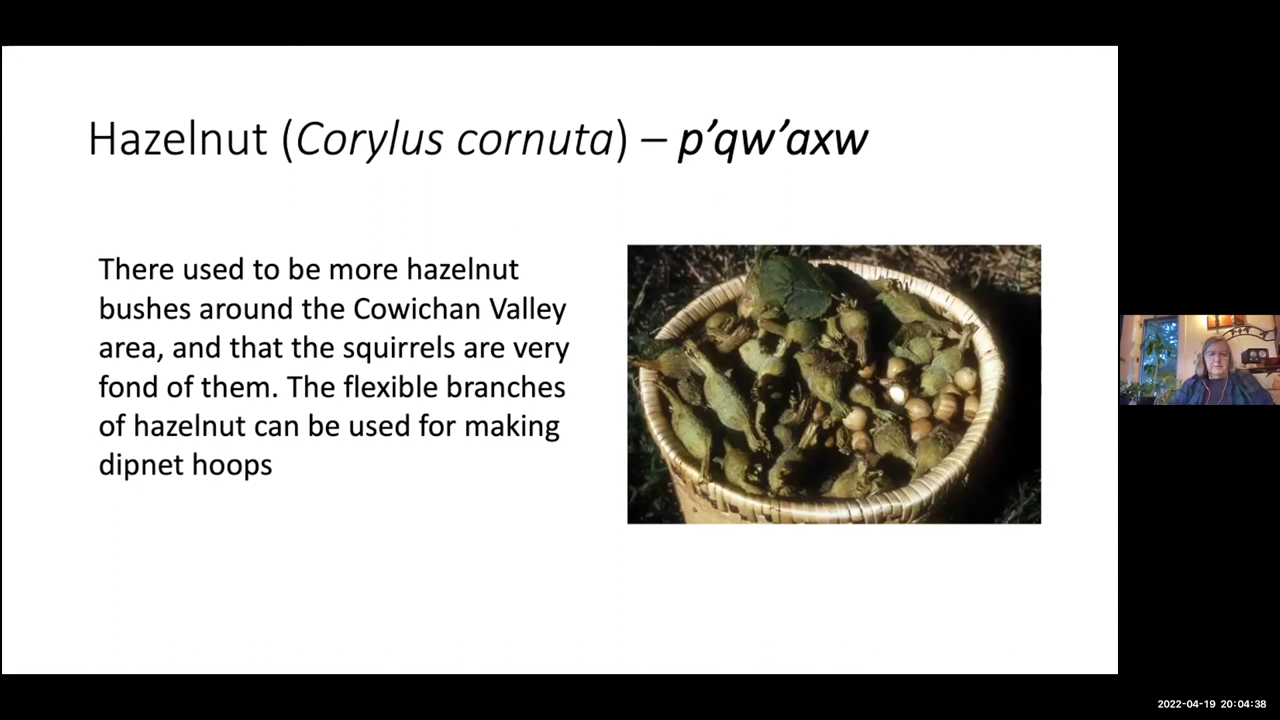 Hazelnut (Corylus cornuta) – p’qw’axw
There used to be more hazelnut
bushes around the Cowichan Valley
area, and that the squirrels are very
fond of them. The flexible branches
of hazelnut can be used for making
dipnet hoops
2022-04-19 20:04:38